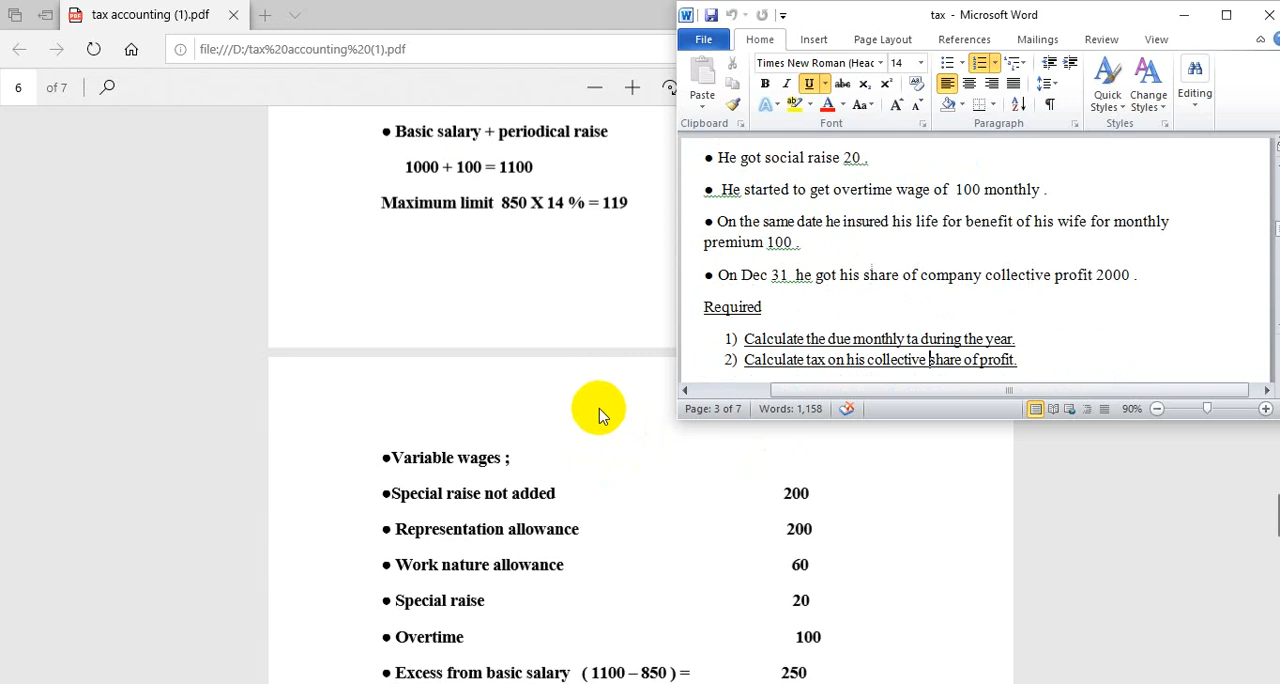 tax accounting (1).pdf
file:///D:/tax%20accounting%20(1).pdf
6 of 7
● Basic salary + periodical raise
1000 + 100 = 1100
Maximum limit 850 X 14 % = 119
●Variable wages ;
●Special raise not added 200
● Representation allowance 200
● Work nature allowance 60
● Special raise 20
● Overtime 100
● Excess from basic salary ( 1100 – 850 ) = 250
tax - Microsoft Word
File Home Insert Page Layout References Mailings Review View
Times New Roman (Head 14
Paste
B I U abc x₂ x²
A ab A Aa A A
Quick Styles
Change Styles
Editing
Clipboard Font Paragraph Styles
● He got social raise 20 .
● He started to get overtime wage of 100 monthly .
● On the same date he insured his life for benefit of his wife for monthly
premium 100 .
● On Dec 31 he got his share of company collective profit 2000 .
Required
1) Calculate the due monthly ta during the year.
2) Calculate tax on his collective share of profit.
Page: 3 of 7 Words: 1,158 90%